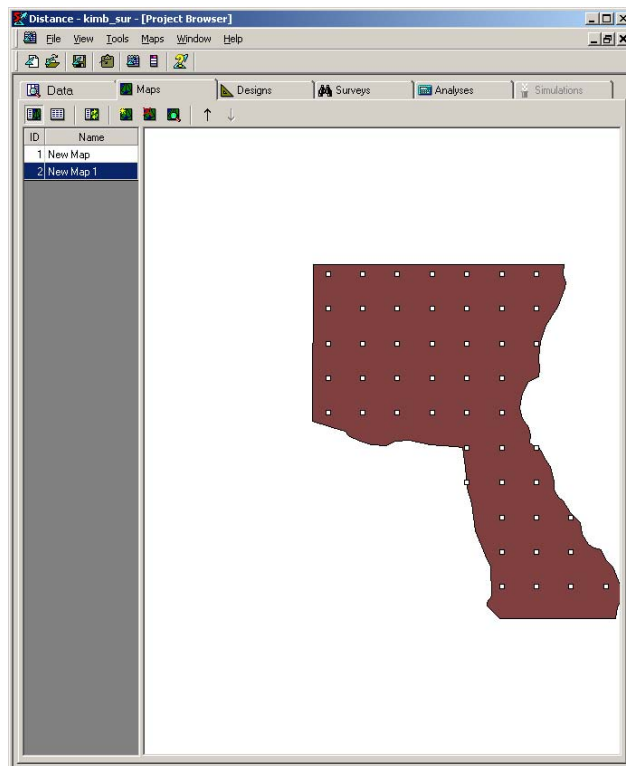 Distance - kimb_sur - [Project Browser]
File View Tools Maps Window Help
Data Maps Designs Surveys Analyses Simulations
ID Name
1 New Map
2 New Map 1